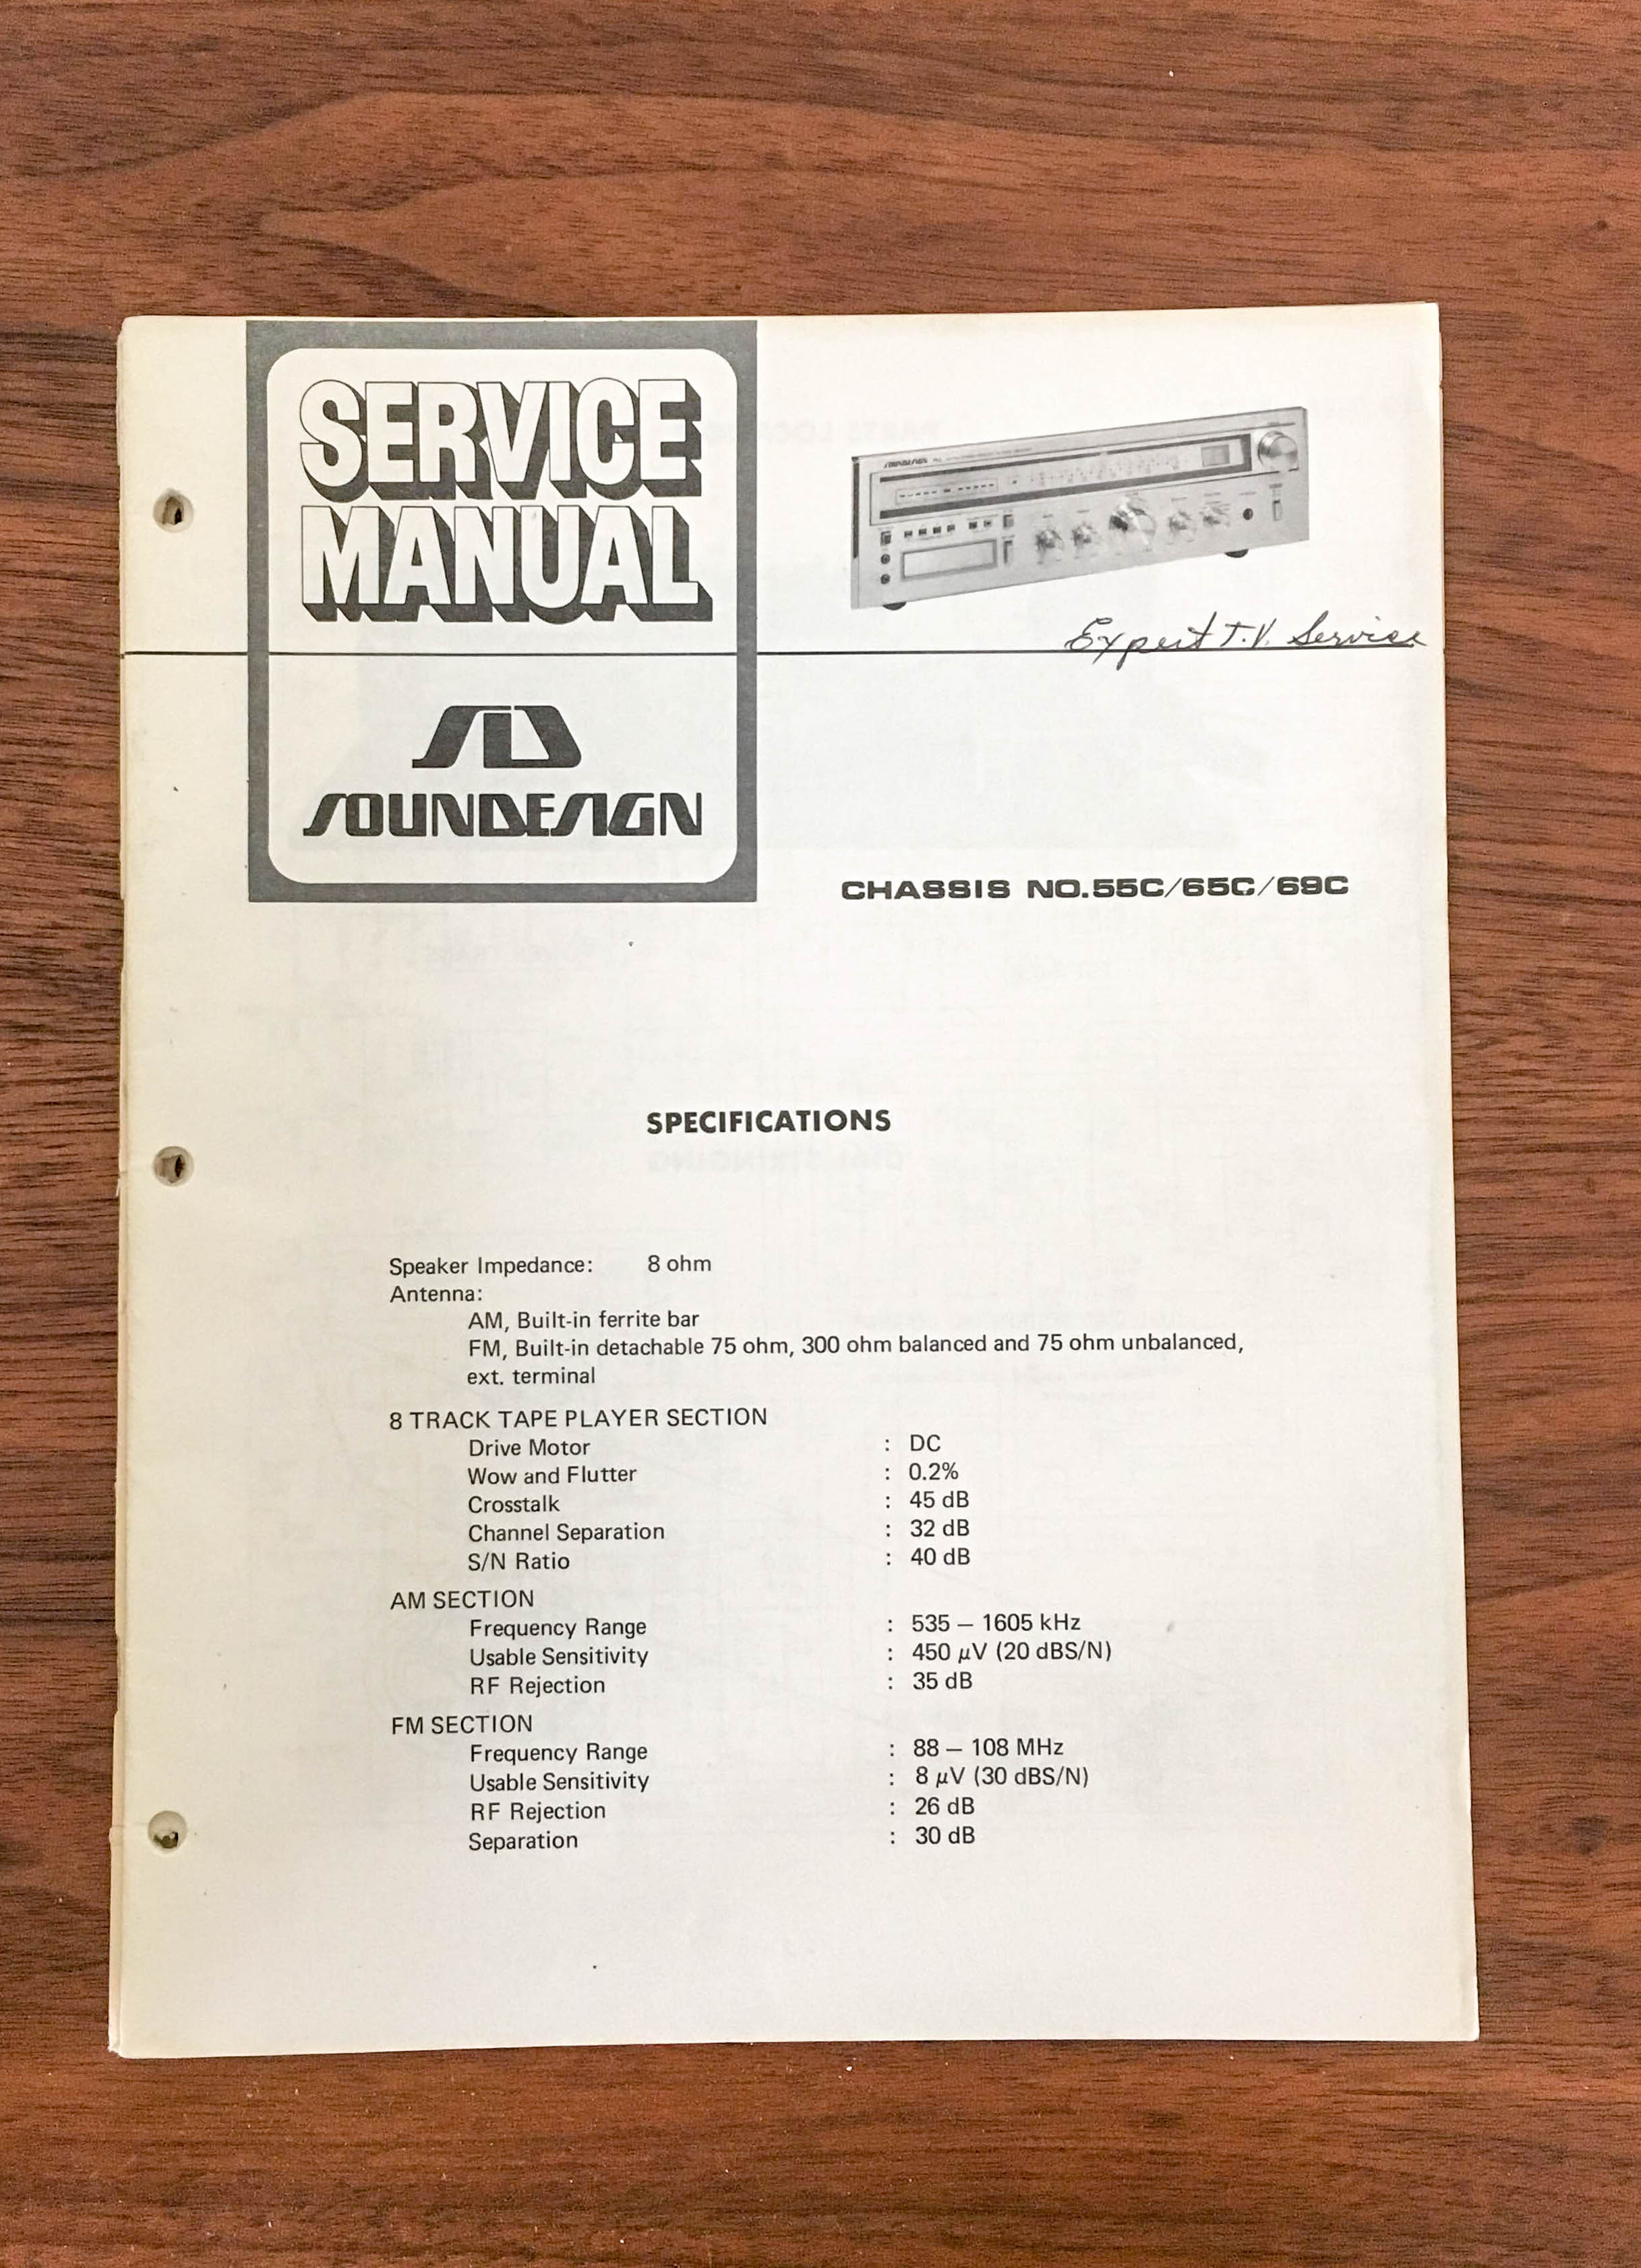 SERVICE
MANUAL
SOUNDESIGN
Expert T.V. Service
SD
SOUNDESIGN
CHASSIS NO.55C/65C/69C
SPECIFICATIONS
Speaker Impedance: 8 ohm
Antenna:
AM, Built-in ferrite bar
FM, Built-in detachable 75 ohm, 300 ohm balanced and 75 ohm unbalanced,
ext. terminal
8 TRACK TAPE PLAYER SECTION
Drive Motor : DC
Wow and Flutter : 0.2%
Crosstalk : 45 dB
Channel Separation : 32 dB
S/N Ratio : 40 dB
AM SECTION
Frequency Range : 535 – 1605 kHz
Usable Sensitivity : 450 μV (20 dBS/N)
RF Rejection : 35 dB
FM SECTION
Frequency Range : 88 – 108 MHz
Usable Sensitivity : 8 μV (30 dBS/N)
RF Rejection : 26 dB
Separation : 30 dB